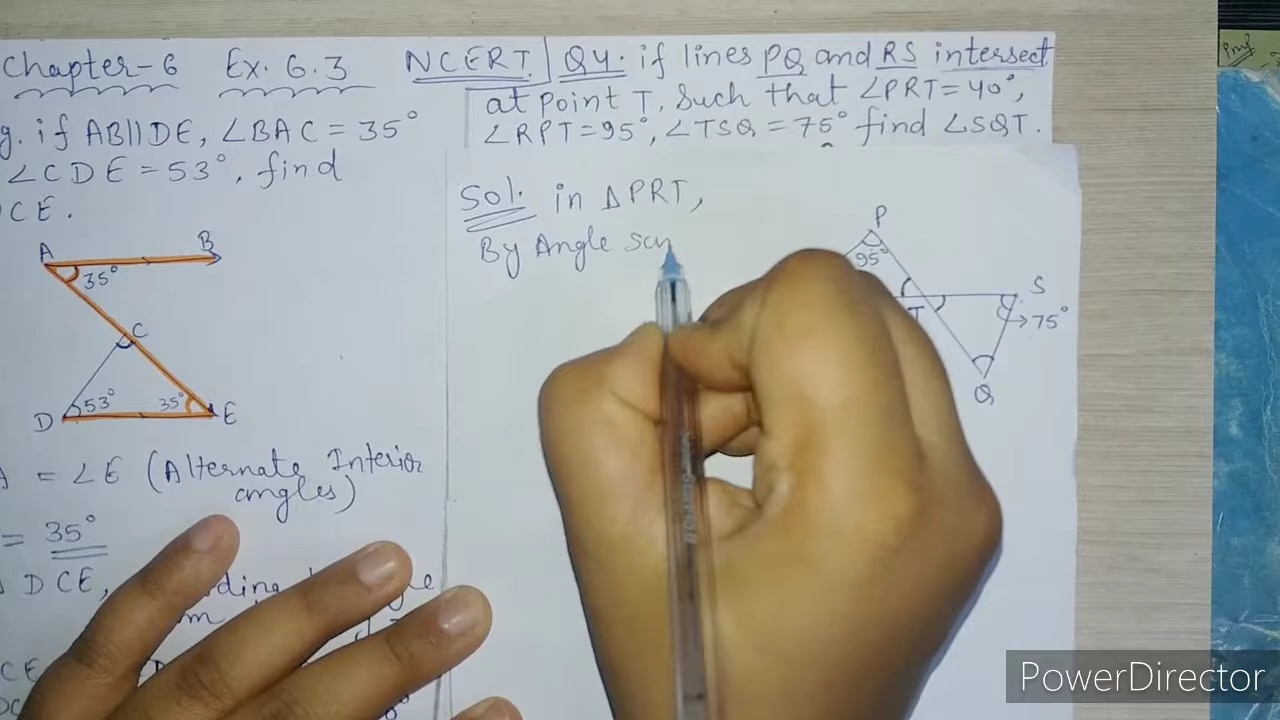 Chapter-6 Ex. 6.3 NCERT
g. if AB||DE, ∠BAC = 35°
∠CDE = 53°, find
DCE.
A B
35°
C
D 53° 35° E
= ∠E (Alternate Interior
angles)
= 35°
DCE,
Q4. if lines PQ and RS intersect
at point T, Such that ∠PRT = 40°,
∠RPT = 95°, ∠TSQ = 75° find ∠SQT.
Sol. in ΔPRT,
By Angle
P
95°
T
S
75°
Q
PowerDirector